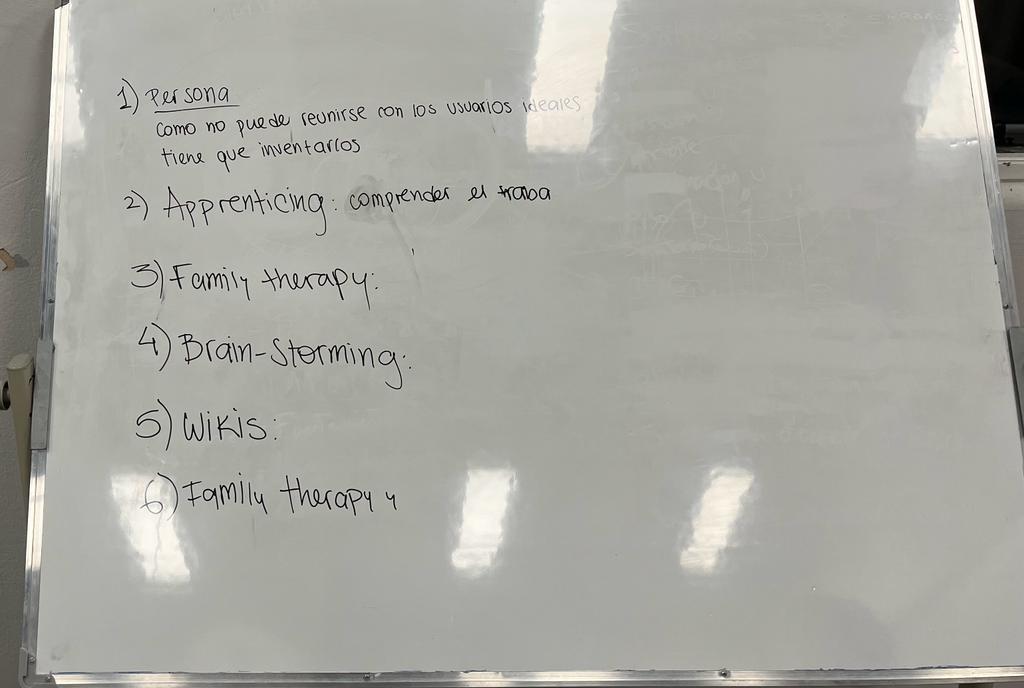 1) Persona
como no puede reunirse con los usuarios ideales
tiene que inventarlos
2) Apprenticing: comprender el traba
3) Family therapy:
4) Brain-Storming:
5) Wikis:
6) Family therapy y